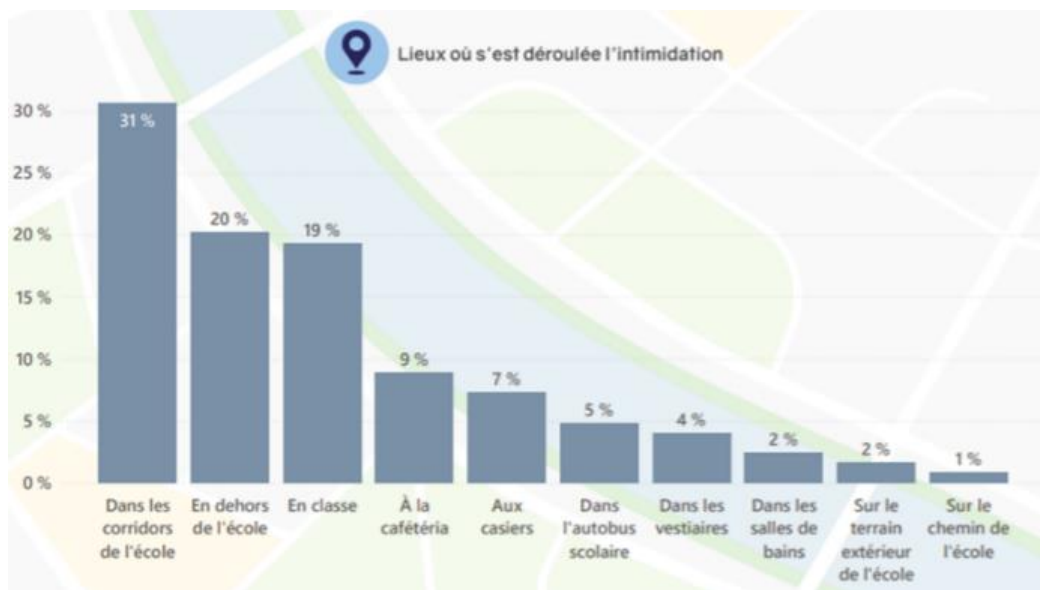 Lieux où s'est déroulée l'intimidation
30 %
25 %
20 %
15 %
10 %
5 %
0 %
31 %
20 %
19 %
9 %
7 %
5 %
4 %
2 %
2 %
1 %
Dans les
corridors
de l'école
En dehors
de l'école
En classe
À la
cafétéria
Aux
casiers
Dans
l'autobus
scolaire
Dans les
vestiaires
Dans les
salles de
bains
Sur le
terrain
extérieur
de l'école
Sur le
chemin de
l'école